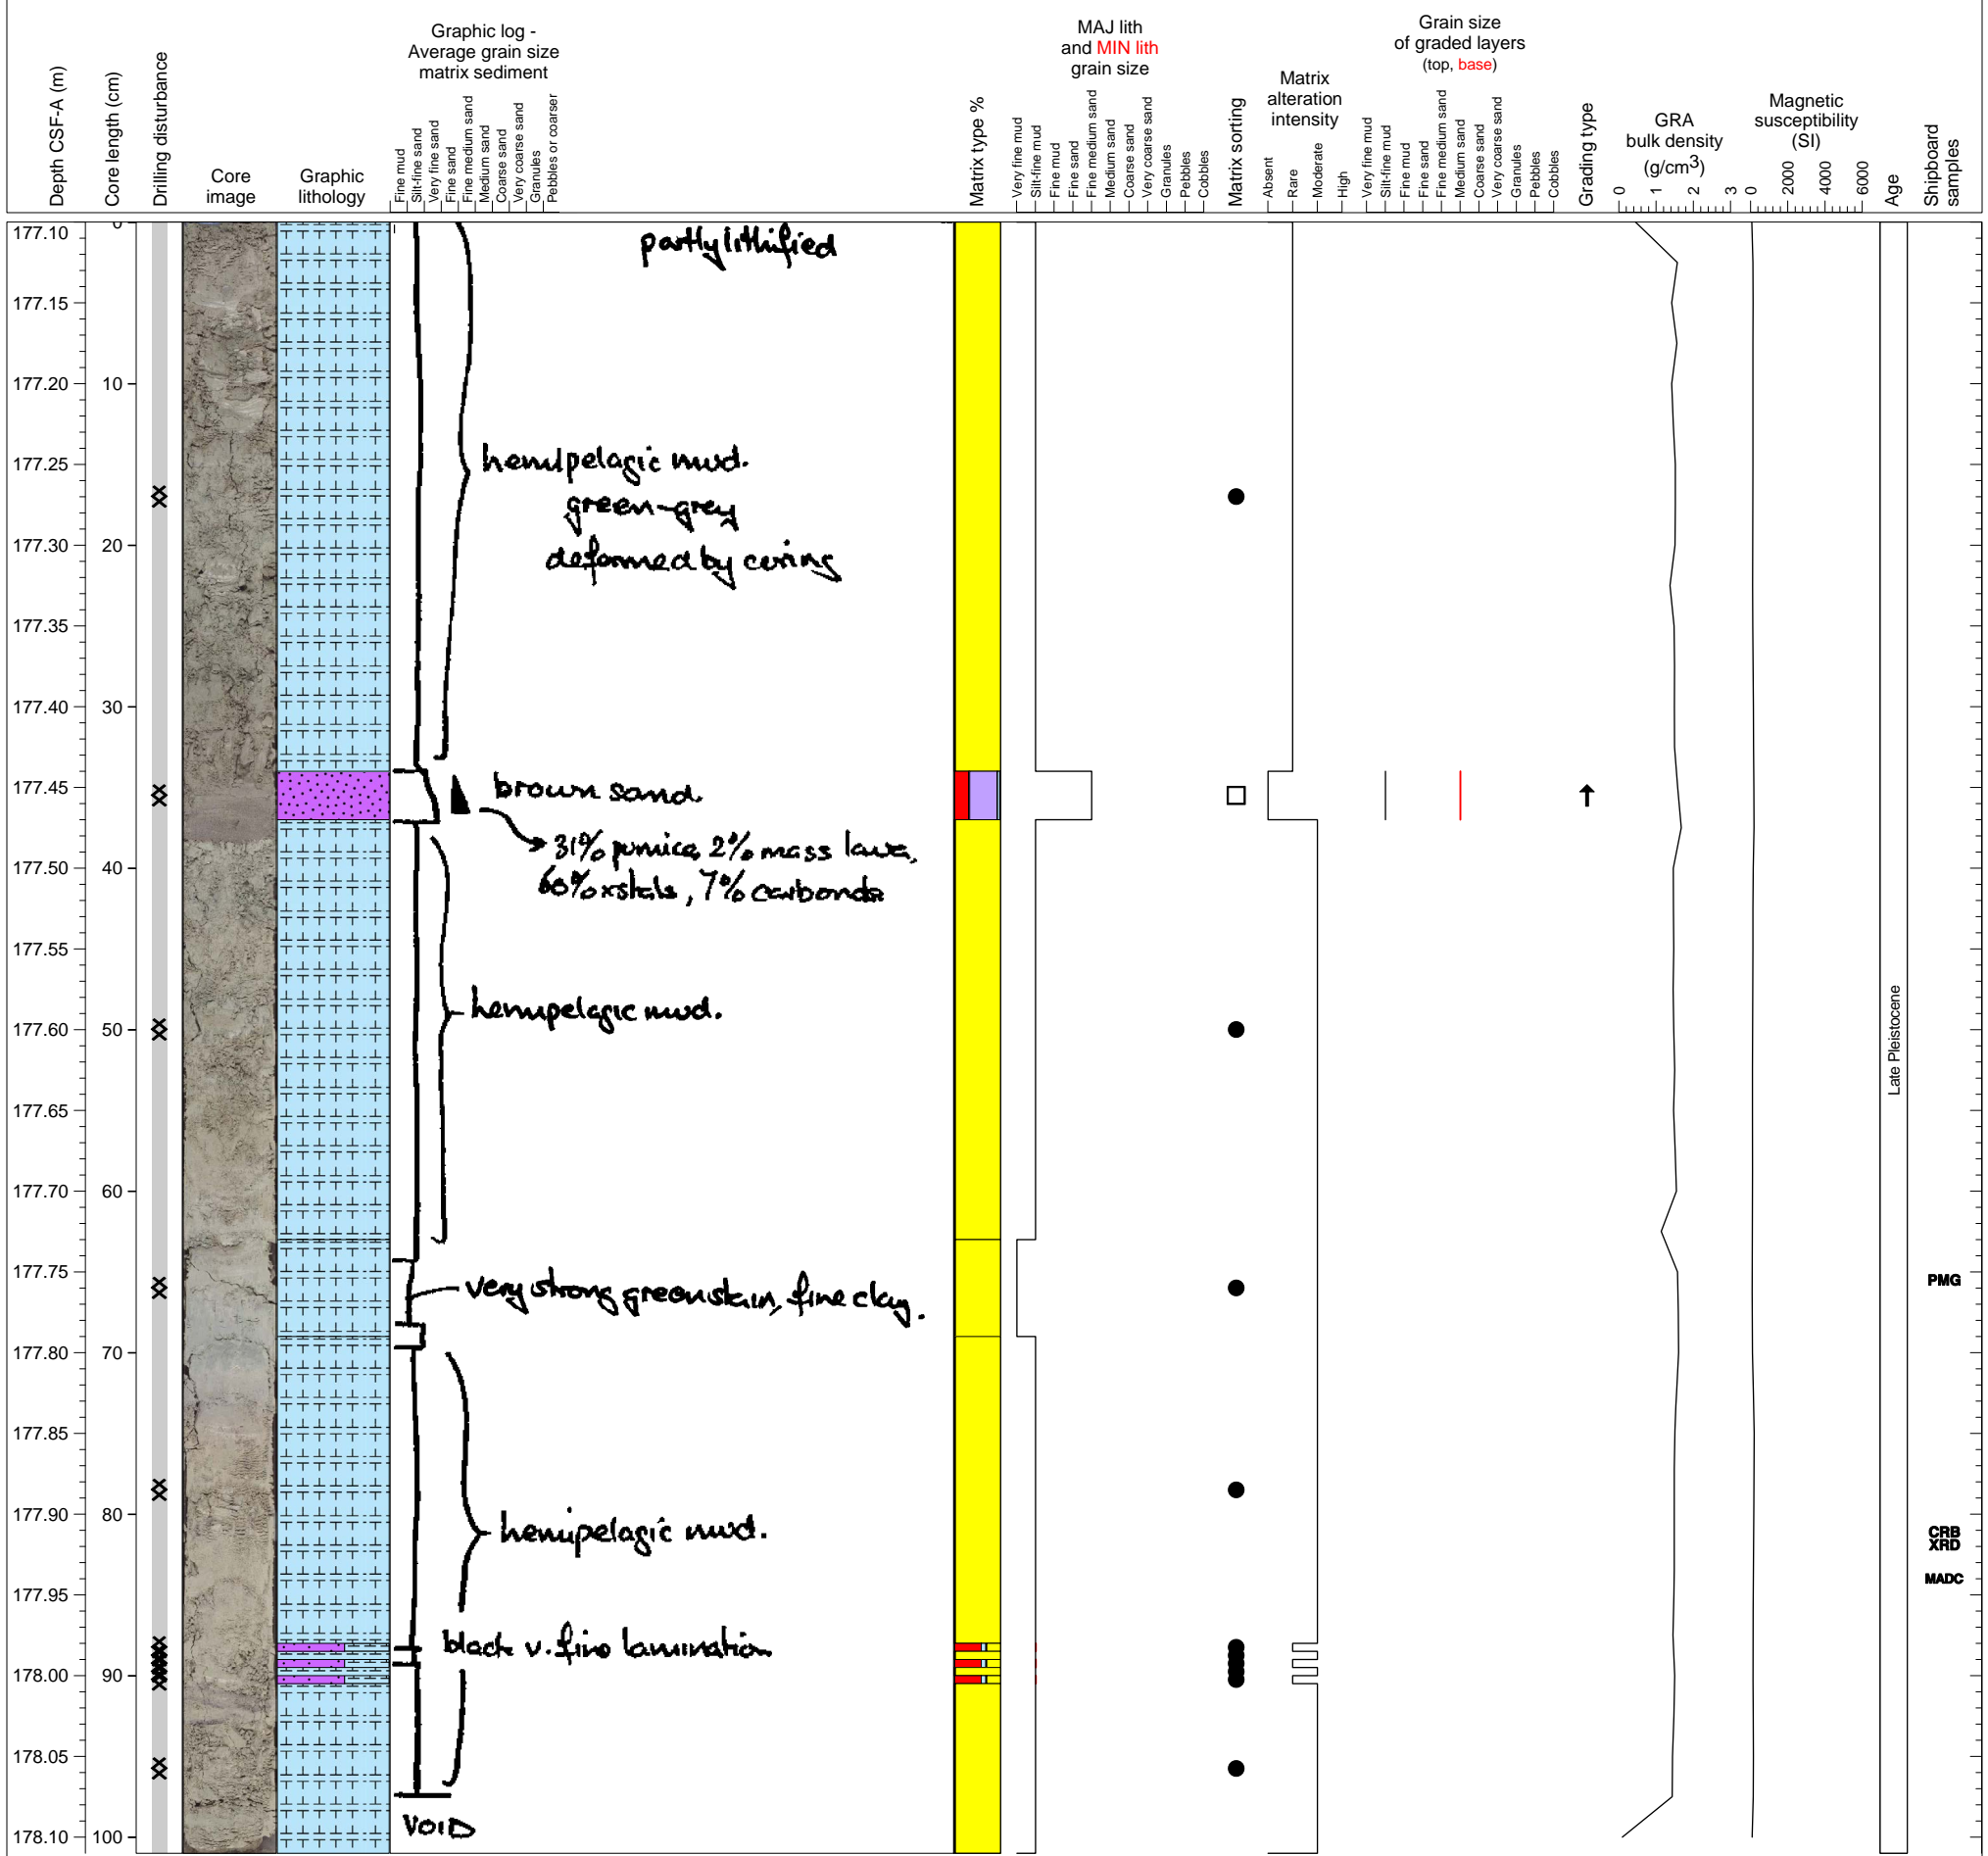 Depth CSF-A (m)
Core length (cm)
Drilling disturbance
Core
image
Graphic
lithology
Graphic log -
Average grain size
matrix sediment
Fine mud
Silt-fine sand
Very fine sand
Fine sand
Fine medium sand
Medium sand
Coarse sand
Very coarse sand
Granules
Pebbles or coarser
Matrix type %
MAJ lith
and MIN lith
grain size
Very fine mud
Silt-fine mud
Fine mud
Fine sand
Fine medium sand
Medium sand
Coarse sand
Very coarse sand
Granules
Pebbles
Cobbles
Matrix sorting
Matrix
alteration
intensity
Absent
Rare
Moderate
High
Grain size
of graded layers
(top, base)
Very fine mud
Silt-fine mud
Fine mud
Fine sand
Fine medium sand
Medium sand
Coarse sand
Very coarse sand
Granules
Pebbles
Cobbles
Grading type
GRA
bulk density
(g/cm3)
0 1 2 3
Magnetic
susceptibility
(SI)
0 2000 4000 6000
Age
Shipboard
samples
177.10 0
partly lithified
177.15
177.20 10
177.25
hemipelagic mud.
green-grey
177.30 20
deformed by coring
177.35
177.40 30
177.45
brown sand.
31% pumice, 2% mass lava,
60% xstals, 7% carbonate
177.50 40
177.55
hemipelagic mud.
177.60 50
Late Pleistocene
177.65
177.70 60
177.75
PMG
very strong green stain, fine clay.
177.80 70
177.85
177.90 80
hemipelagic mud.
CRB
XRD
177.95
MADC
black v. fine lamination
178.00 90
178.05
VOID
178.10 100